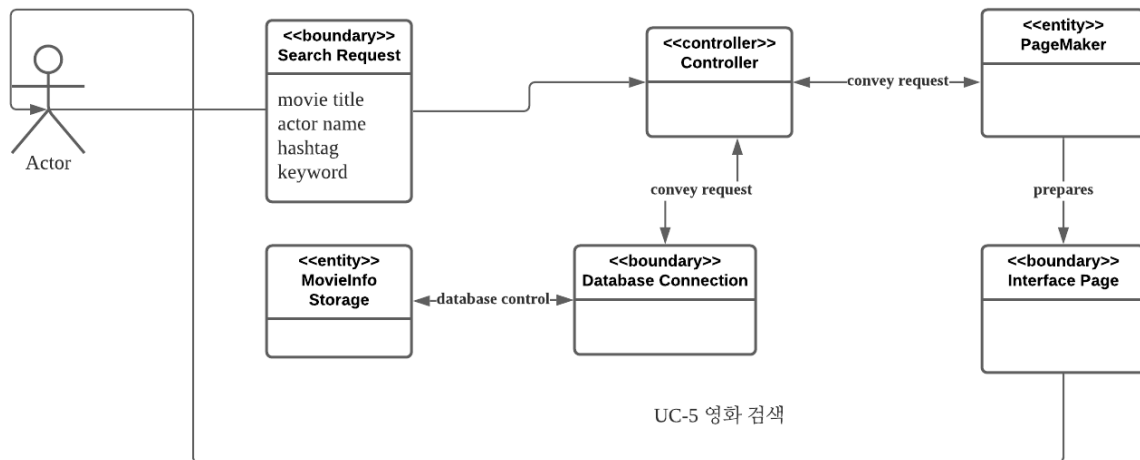 <<boundary>>
Search Request
movie title
actor name
hashtag
keyword
Actor
<<controller>>
Controller
convey request
<<entity>>
PageMaker
convey request
prepares
<<entity>>
MovieInfo
Storage
database control
<<boundary>>
Database Connection
<<boundary>>
Interface Page
UC-5 영화 검색